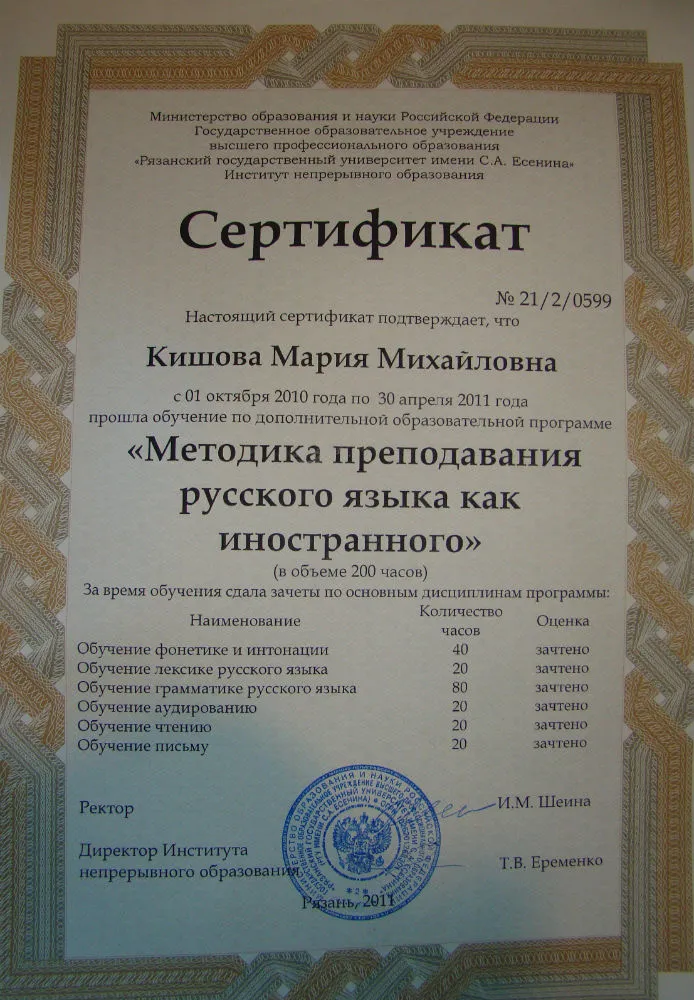 Министерство образования и науки Российской Федерации
Государственное образовательное учреждение
высшего профессионального образования
«Рязанский государственный университет имени С.А. Есенина»
Институт непрерывного образования
Сертификат
№ 21/2/0599
Настоящий сертификат подтверждает, что
Кишова Мария Михайловна
с 01 октября 2010 года по 30 апреля 2011 года
прошла обучение по дополнительной образовательной программе
«Методика преподавания
русского языка как
иностранного»
(в объеме 200 часов)
За время обучения сдала зачеты по основным дисциплинам программы:
Наименование Количество часов Оценка
Обучение фонетике и интонации 40 зачтено
Обучение лексике русского языка 20 зачтено
Обучение грамматике русского языка 80 зачтено
Обучение аудированию 20 зачтено
Обучение чтению 20 зачтено
Обучение письму 20 зачтено
Ректор И.М. Шеина
Директор Института
непрерывного образования Т.В. Еременко
Рязань, 2011